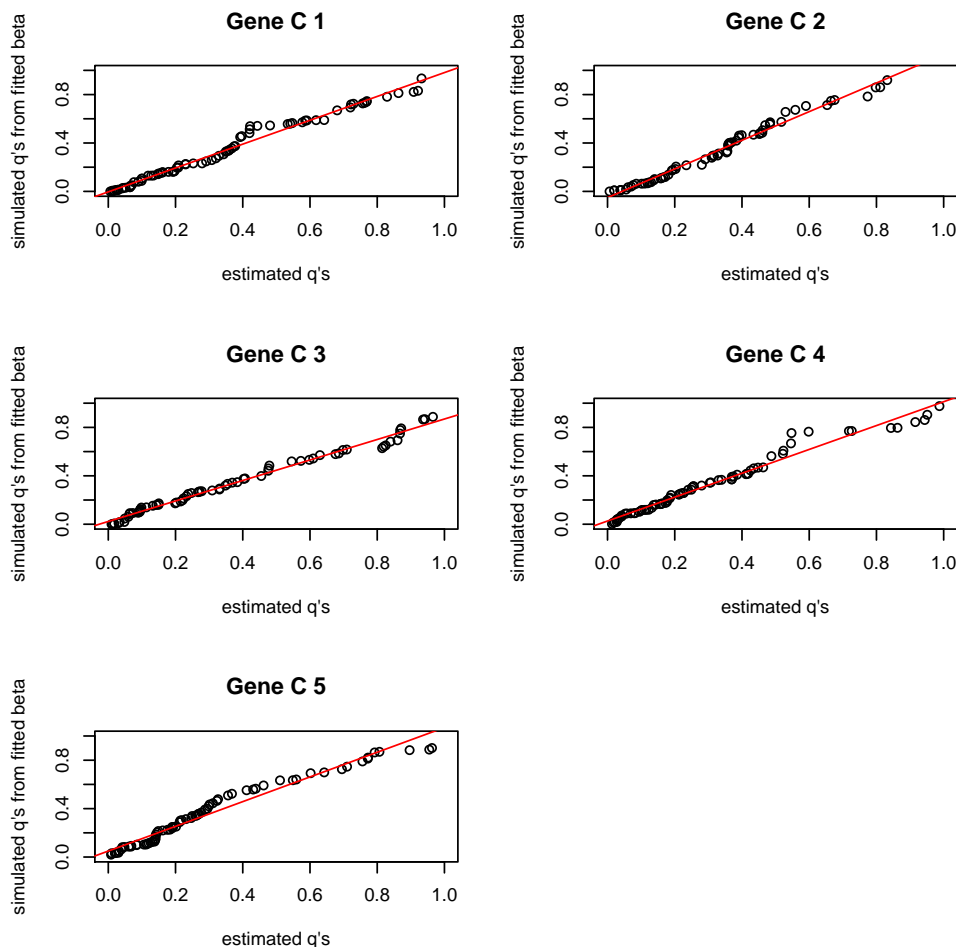 Gene C 1
simulated q's from fitted beta
0.0 0.4 0.8
0.0 0.2 0.4 0.6 0.8 1.0
estimated q's
Gene C 2
simulated q's from fitted beta
0.0 0.4 0.8
0.0 0.2 0.4 0.6 0.8 1.0
estimated q's
Gene C 3
simulated q's from fitted beta
0.0 0.4 0.8
0.0 0.2 0.4 0.6 0.8 1.0
estimated q's
Gene C 4
simulated q's from fitted beta
0.0 0.4 0.8
0.0 0.2 0.4 0.6 0.8 1.0
estimated q's
Gene C 5
simulated q's from fitted beta
0.0 0.4 0.8
0.0 0.2 0.4 0.6 0.8 1.0
estimated q's